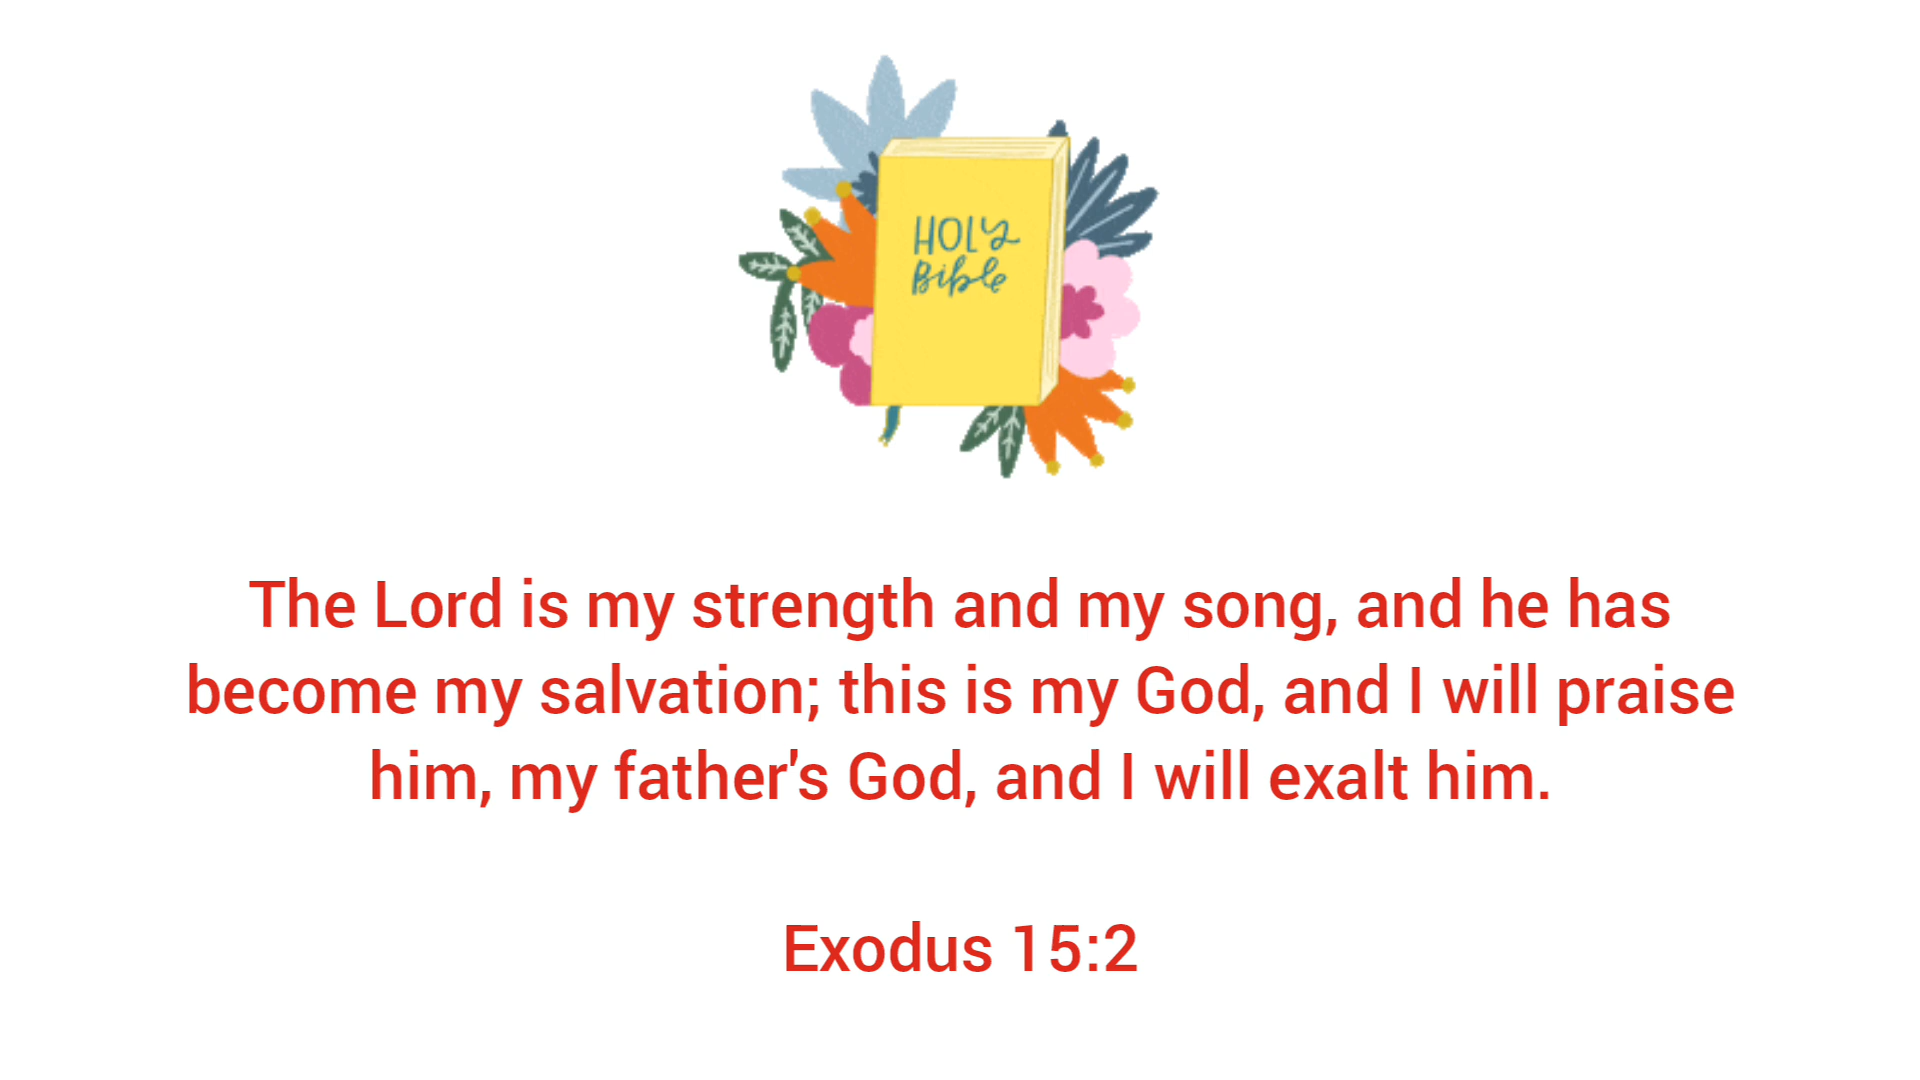 HOLY
Bible
The Lord is my strength and my song, and he has
become my salvation; this is my God, and I will praise
him, my father's God, and I will exalt him.
Exodus 15:2